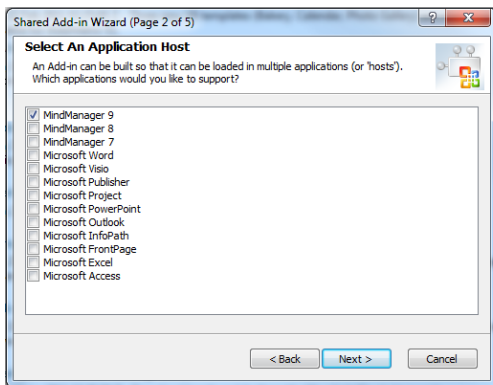 Shared Add-in Wizard (Page 2 of 5)
Select An Application Host
An Add-in can be built so that it can be loaded in multiple applications (or 'hosts').
Which applications would you like to support?
MindManager 9
MindManager 8
MindManager 7
Microsoft Word
Microsoft Visio
Microsoft Publisher
Microsoft Project
Microsoft PowerPoint
Microsoft Outlook
Microsoft InfoPath
Microsoft FrontPage
Microsoft Excel
Microsoft Access
< Back Next > Cancel